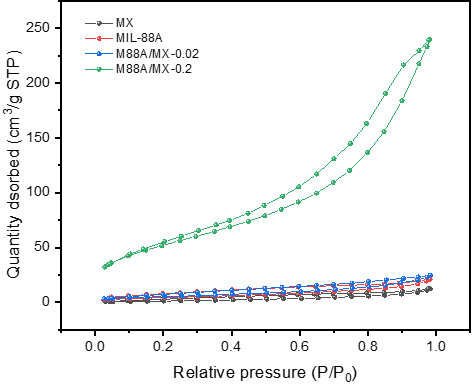 MX
MIL-88A
M88A/MX-0.02
M88A/MX-0.2
250
200
150
100
50
0
Quantity dsorbed (cm³/g STP)
0.0 0.2 0.4 0.6 0.8 1.0
Relative pressure (P/P₀)